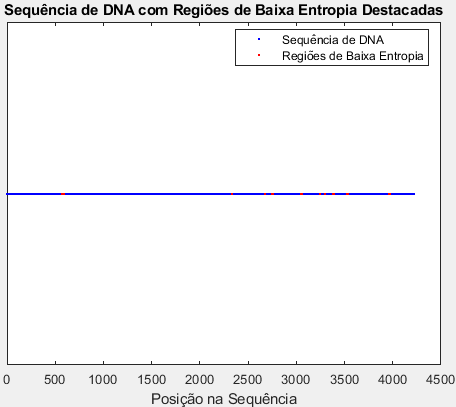 Sequência de DNA com Regiões de Baixa Entropia Destacadas
Sequência de DNA
Regiões de Baixa Entropia
0 500 1000 1500 2000 2500 3000 3500 4000 4500
Posição na Sequência